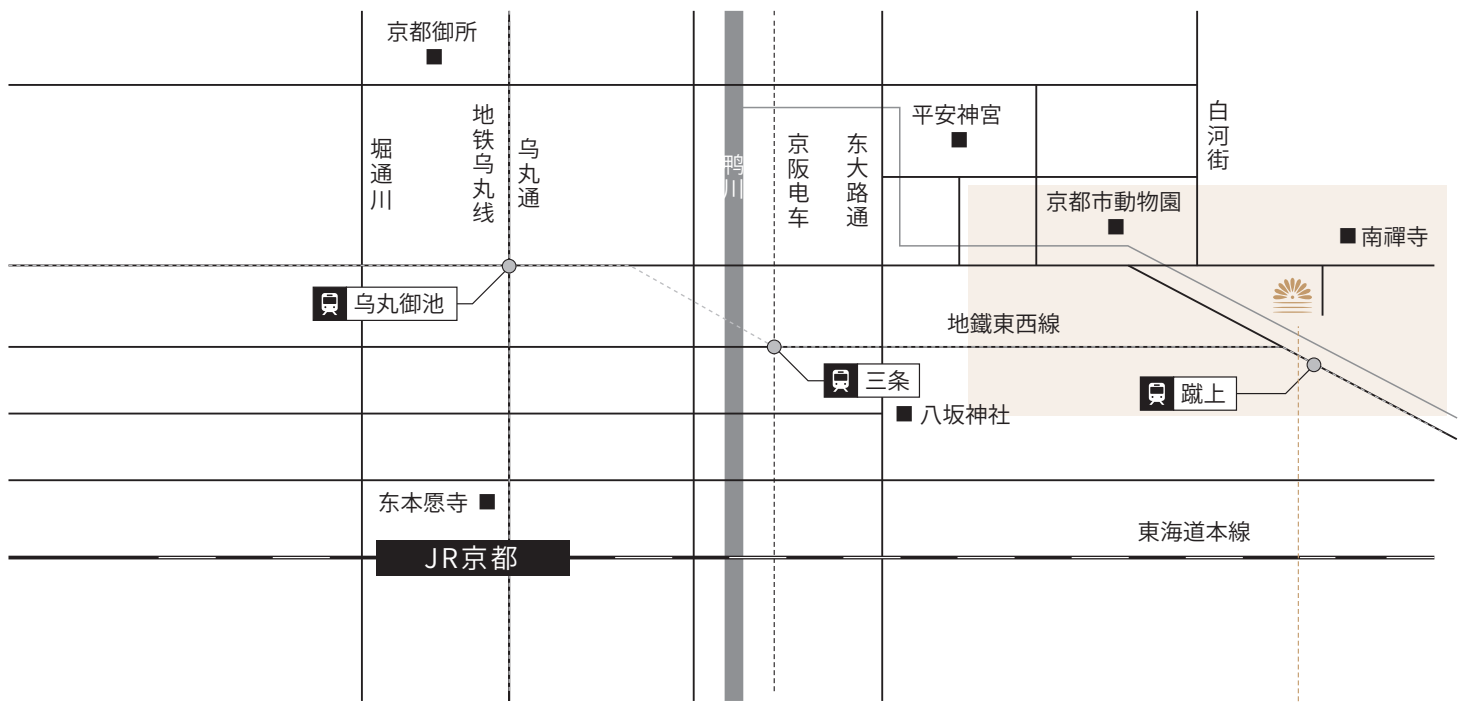 京都御所
平安神宮
白河街
堀通川
地铁乌丸线
乌丸通
鸭川
京阪电车
东大路通
京都市動物園
南禪寺
乌丸御池
地鐵東西線
三条
蹴上
八坂神社
东本愿寺
東海道本線
JR京都